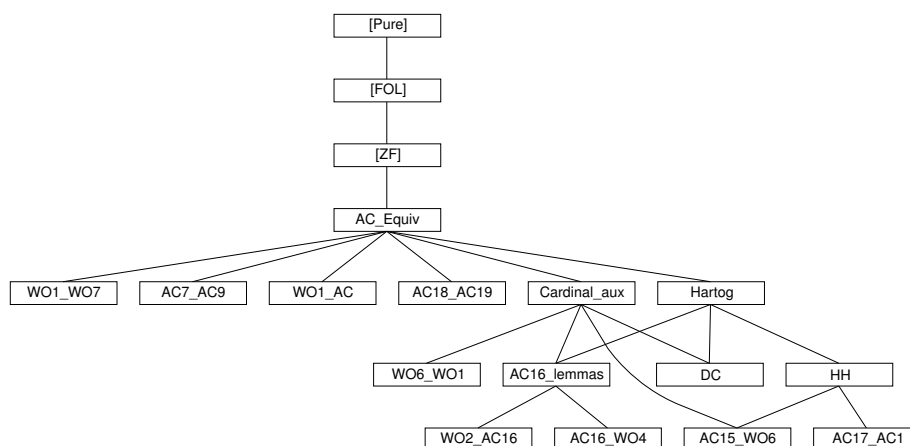 [Pure]
[FOL]
[ZF]
AC_Equiv
WO1_WO7
AC7_AC9
WO1_AC
AC18_AC19
Cardinal_aux
Hartog
WO6_WO1
AC16_lemmas
DC
HH
WO2_AC16
AC16_WO4
AC15_WO6
AC17_AC1